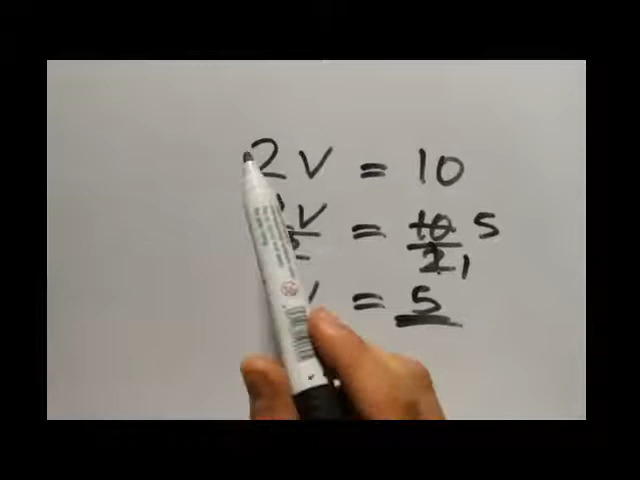 2V = 10
V = 10 5
2 1
V = 5